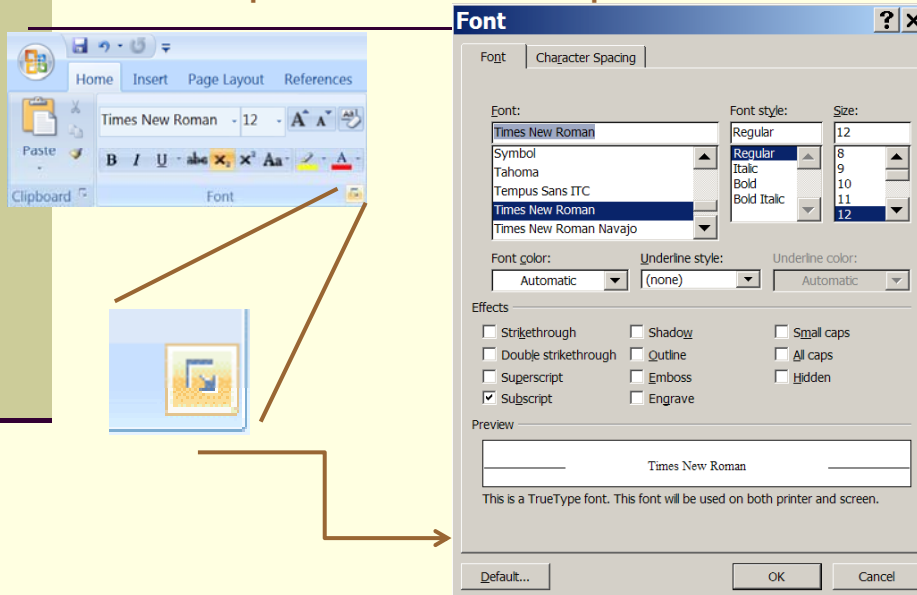 Home Insert Page Layout References
Times New Roman 12 A A Aa
Paste
B I U abe X₂ X² Aa A
Clipboard Font
Font
Font Character Spacing
Font: Font style: Size:
Times New Roman Regular 12
Symbol Regular 8
Tahoma Italic 9
Tempus Sans ITC Bold 10
Times New Roman Bold Italic 11
Times New Roman Navajo 12
Font color: Underline style: Underline color:
Automatic (none) Automatic
Effects
Strikethrough Shadow Small caps
Double strikethrough Outline All caps
Superscript Emboss Hidden
Subscript Engrave
Preview
Times New Roman
This is a TrueType font. This font will be used on both printer and screen.
Default... OK Cancel